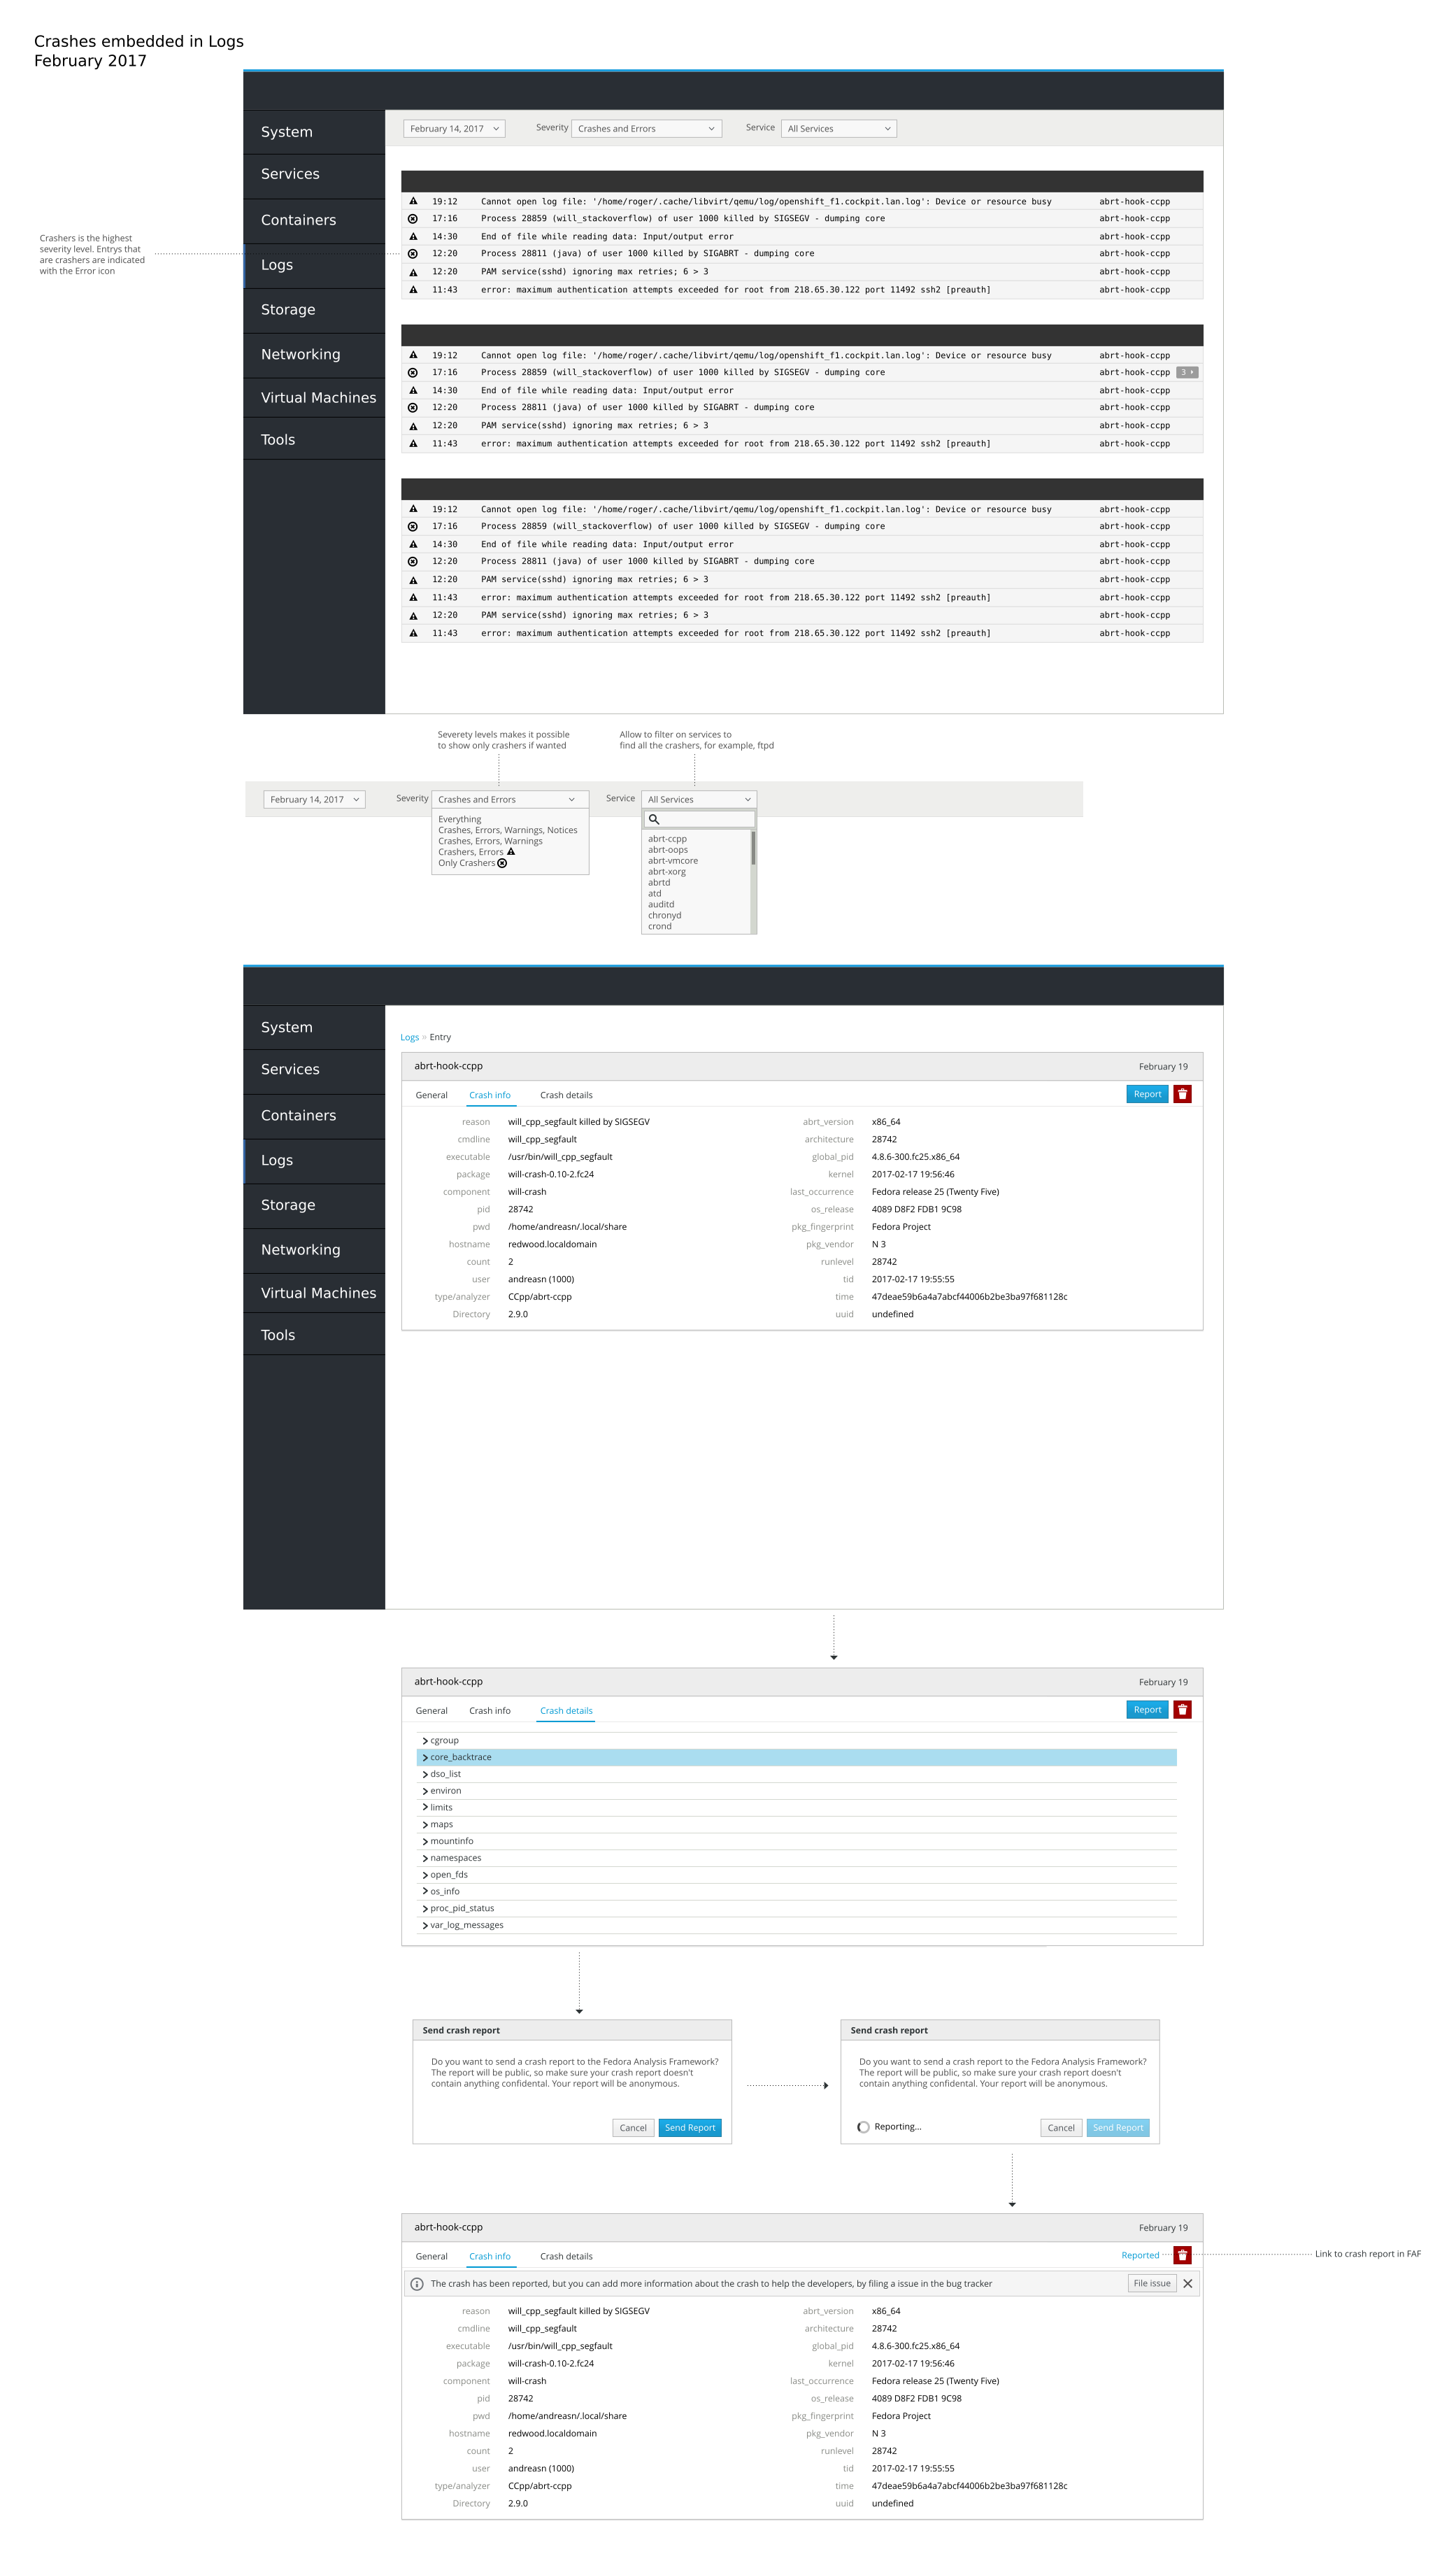 Crashes embedded in Logs
February 2017
System
Services
Containers
Logs
Storage
Networking
Virtual Machines
Tools
Crashers is the highest
severity level. Entrys that
are crashers are indicated
with the Error icon
February 14, 2017 Severity Crashes and Errors Service All Services
19:12 Cannot open log file: '/home/roger/.cache/libvirt/qemu/log/openshift_f1.cockpit.lan.log': Device or resource busy abrt-hook-ccpp
17:16 Process 28859 (will_stackoverflow) of user 1000 killed by SIGSEGV - dumping core abrt-hook-ccpp
14:30 End of file while reading data: Input/output error abrt-hook-ccpp
12:20 Process 28811 (java) of user 1000 killed by SIGABRT - dumping core abrt-hook-ccpp
12:20 PAM service(sshd) ignoring max retries; 6 > 3 abrt-hook-ccpp
11:43 error: maximum authentication attempts exceeded for root from 218.65.30.122 port 11492 ssh2 [preauth] abrt-hook-ccpp
19:12 Cannot open log file: '/home/roger/.cache/libvirt/qemu/log/openshift_f1.cockpit.lan.log': Device or resource busy abrt-hook-ccpp
17:16 Process 28859 (will_stackoverflow) of user 1000 killed by SIGSEGV - dumping core abrt-hook-ccpp 3
14:30 End of file while reading data: Input/output error abrt-hook-ccpp
12:20 Process 28811 (java) of user 1000 killed by SIGABRT - dumping core abrt-hook-ccpp
12:20 PAM service(sshd) ignoring max retries; 6 > 3 abrt-hook-ccpp
11:43 error: maximum authentication attempts exceeded for root from 218.65.30.122 port 11492 ssh2 [preauth] abrt-hook-ccpp
19:12 Cannot open log file: '/home/roger/.cache/libvirt/qemu/log/openshift_f1.cockpit.lan.log': Device or resource busy abrt-hook-ccpp
17:16 Process 28859 (will_stackoverflow) of user 1000 killed by SIGSEGV - dumping core abrt-hook-ccpp
14:30 End of file while reading data: Input/output error abrt-hook-ccpp
12:20 Process 28811 (java) of user 1000 killed by SIGABRT - dumping core abrt-hook-ccpp
12:20 PAM service(sshd) ignoring max retries; 6 > 3 abrt-hook-ccpp
11:43 error: maximum authentication attempts exceeded for root from 218.65.30.122 port 11492 ssh2 [preauth] abrt-hook-ccpp
12:20 PAM service(sshd) ignoring max retries; 6 > 3 abrt-hook-ccpp
11:43 error: maximum authentication attempts exceeded for root from 218.65.30.122 port 11492 ssh2 [preauth] abrt-hook-ccpp
Severety levels makes it possible
to show only crashers if wanted
Allow to filter on services to
find all the crashers, for example, ftpd
February 14, 2017 Severity Crashes and Errors Service All Services
Everything
Crashes, Errors, Warnings, Notices
Crashes, Errors, Warnings
Crashers, Errors
Only Crashers
abrt-ccpp
abrt-oops
abrt-vmcore
abrt-xorg
abrtd
atd
auditd
chronyd
crond
System
Services
Containers
Logs
Storage
Networking
Virtual Machines
Tools
Logs » Entry
abrt-hook-ccpp February 19
General Crash info Crash details Report
reason will_cpp_segfault killed by SIGSEGV abrt_version x86_64
cmdline will_cpp_segfault architecture 28742
executable /usr/bin/will_cpp_segfault global_pid 4.8.6-300.fc25.x86_64
package will-crash-0.10-2.fc24 kernel 2017-02-17 19:56:46
component will-crash last_occurrence Fedora release 25 (Twenty Five)
pid 28742 os_release 4089 D8F2 FDB1 9C98
pwd /home/andreasn/.local/share pkg_fingerprint Fedora Project
hostname redwood.localdomain pkg_vendor N 3
count 2 runlevel 28742
user andreasn (1000) tid 2017-02-17 19:55:55
type/analyzer CCpp/abrt-ccpp time 47deae59b6a4a7abcf44006b2be3ba97f681128c
Directory 2.9.0 uuid undefined
abrt-hook-ccpp February 19
General Crash info Crash details Report
cgroup
core_backtrace
dso_list
environ
limits
maps
mountinfo
namespaces
open_fds
os_info
proc_pid_status
var_log_messages
Send crash report
Do you want to send a crash report to the Fedora Analysis Framework?
The report will be public, so make sure your crash report doesn't
contain anything confidental. Your report will be anonymous.
Cancel Send Report
Send crash report
Do you want to send a crash report to the Fedora Analysis Framework?
The report will be public, so make sure your crash report doesn't
contain anything confidental. Your report will be anonymous.
Reporting... Cancel Send Report
abrt-hook-ccpp February 19
General Crash info Crash details Reported
Link to crash report in FAF
The crash has been reported, but you can add more information about the crash to help the developers, by filing a issue in the bug tracker File issue
reason will_cpp_segfault killed by SIGSEGV abrt_version x86_64
cmdline will_cpp_segfault architecture 28742
executable /usr/bin/will_cpp_segfault global_pid 4.8.6-300.fc25.x86_64
package will-crash-0.10-2.fc24 kernel 2017-02-17 19:56:46
component will-crash last_occurrence Fedora release 25 (Twenty Five)
pid 28742 os_release 4089 D8F2 FDB1 9C98
pwd /home/andreasn/.local/share pkg_fingerprint Fedora Project
hostname redwood.localdomain pkg_vendor N 3
count 2 runlevel 28742
user andreasn (1000) tid 2017-02-17 19:55:55
type/analyzer CCpp/abrt-ccpp time 47deae59b6a4a7abcf44006b2be3ba97f681128c
Directory 2.9.0 uuid undefined